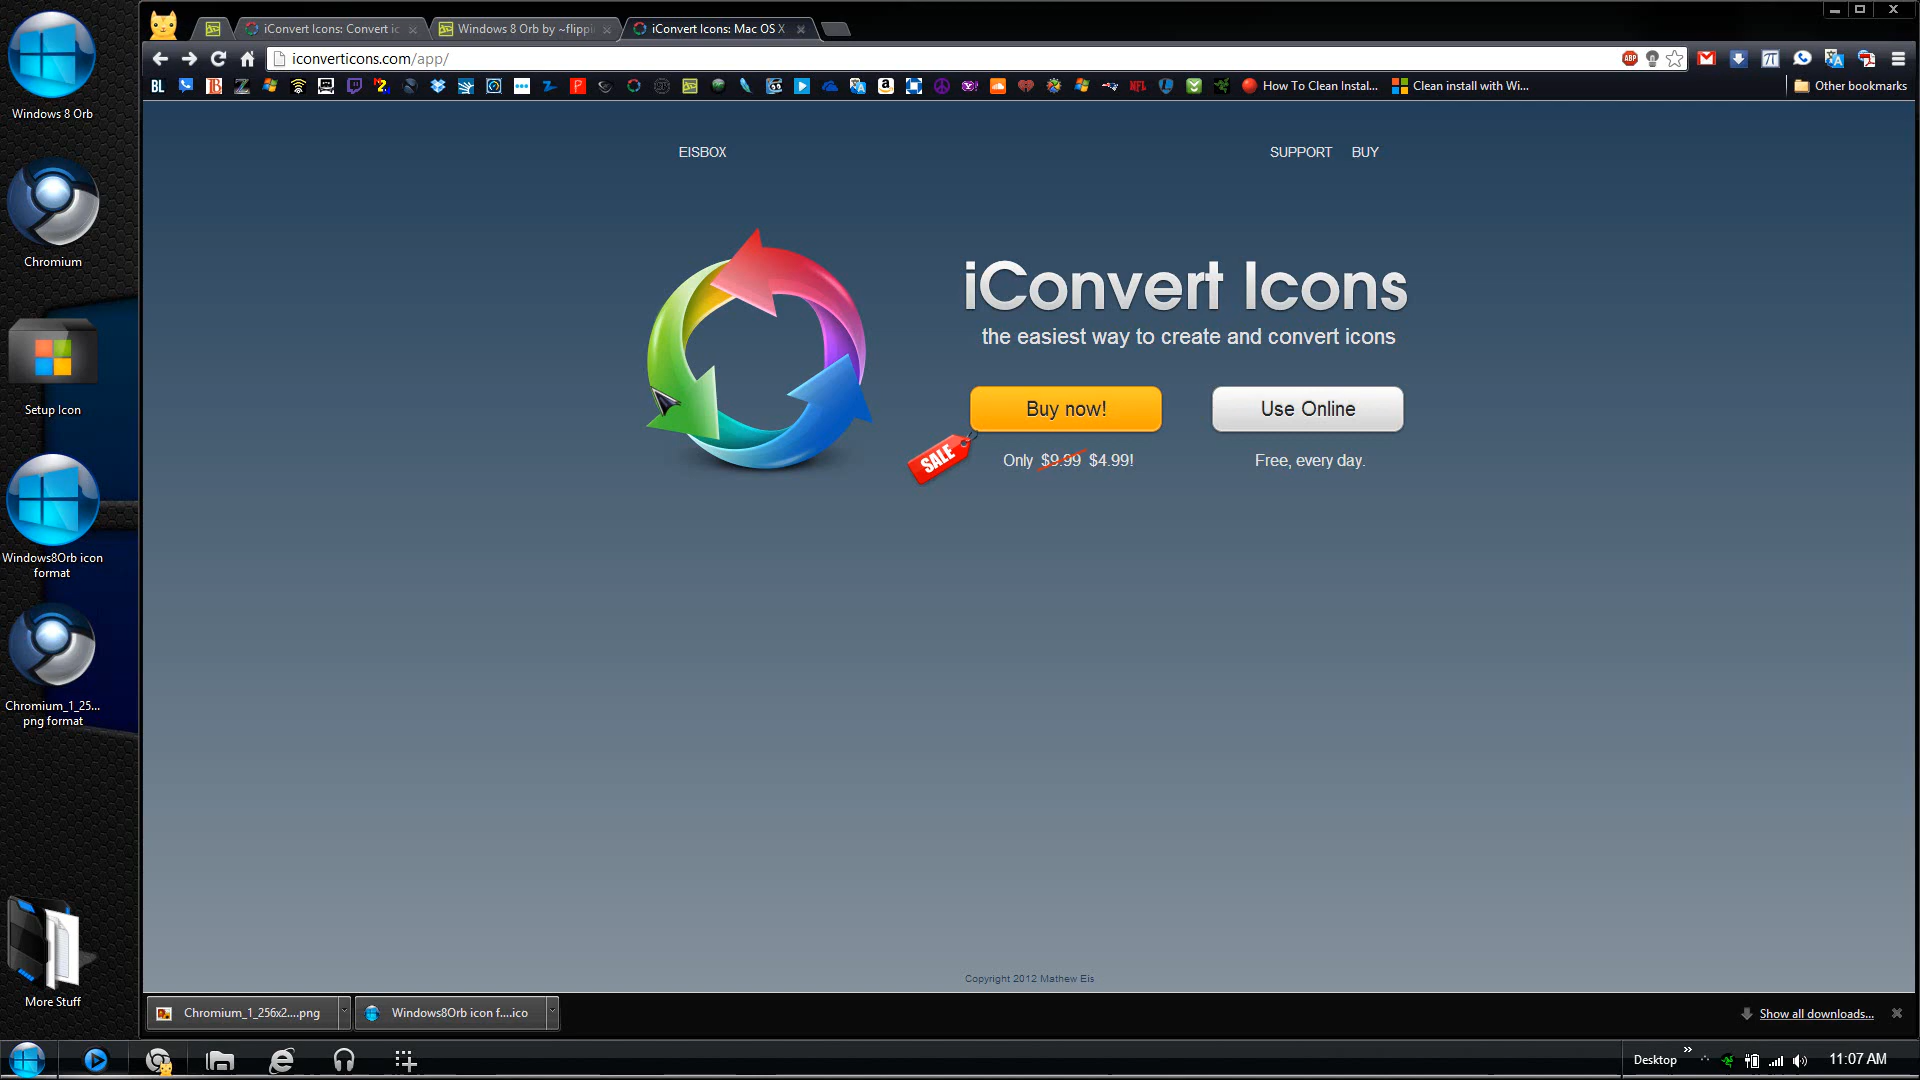 Windows 8 Orb
Chromium
Setup Icon
Windows8Orb icon
format
Chromium_1_25...
png format
More Stuff
iConvert Icons: Convert ic
Windows 8 Orb by ~flippi
iConvert Icons: Mac OS X
iconverticons.com/app/
ABP
BL
How To Clean Instal...
Clean install with Wi...
Other bookmarks
EISBOX
SUPPORT
BUY
iConvert Icons
the easiest way to create and convert icons
Buy now!
Use Online
SALE
Only $9.99 $4.99!
Free, every day.
Copyright 2012 Mathew Eis
Chromium_1_256x2....png
Windows8Orb icon f....ico
Show all downloads...
Desktop
11:07 AM